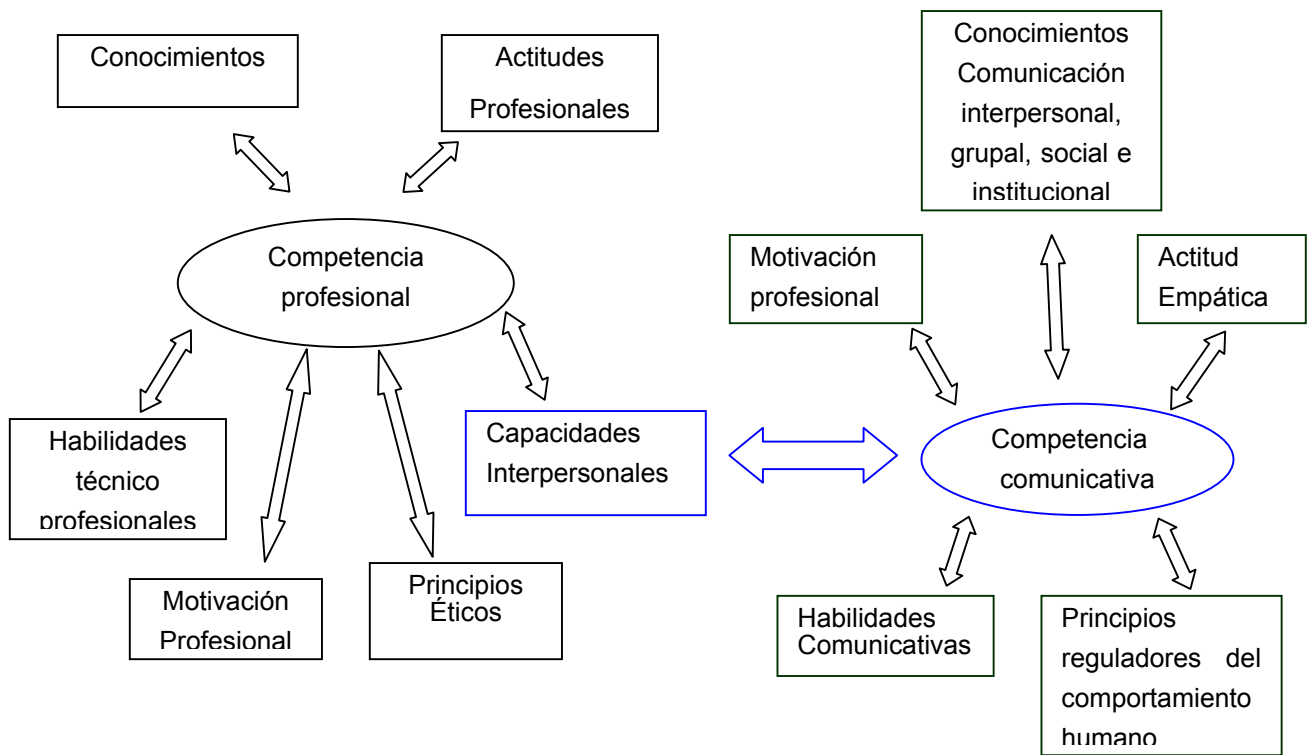 Conocimientos
Actitudes
Profesionales
Competencia
profesional
Habilidades
técnico
profesionales
Motivación
Profesional
Principios
Éticos
Capacidades
Interpersonales
Conocimientos
Comunicación
interpersonal,
grupal, social e
institucional
Motivación
profesional
Actitud
Empática
Competencia
comunicativa
Habilidades
Comunicativas
Principios
reguladores del
comportamiento
humano